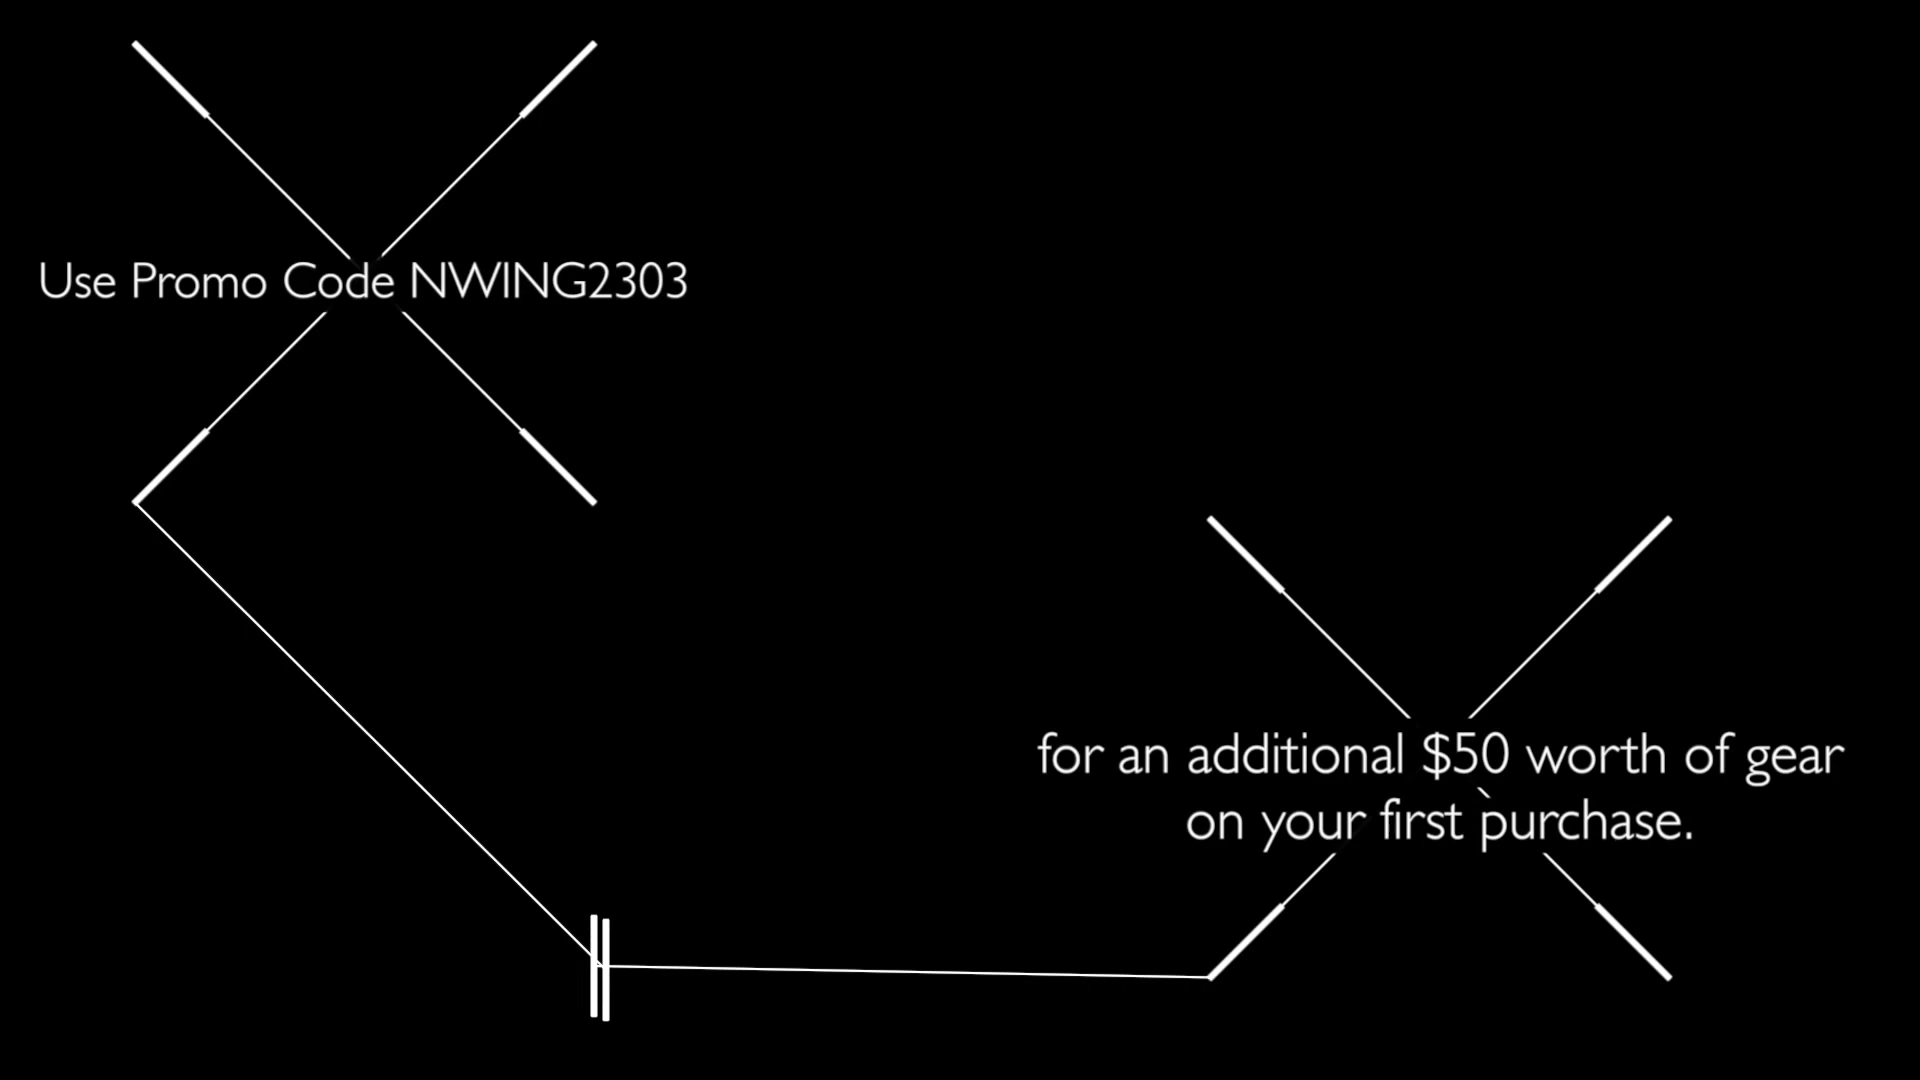 Use Promo Code NWING2303
for an additional $50 worth of gear
on your first purchase.